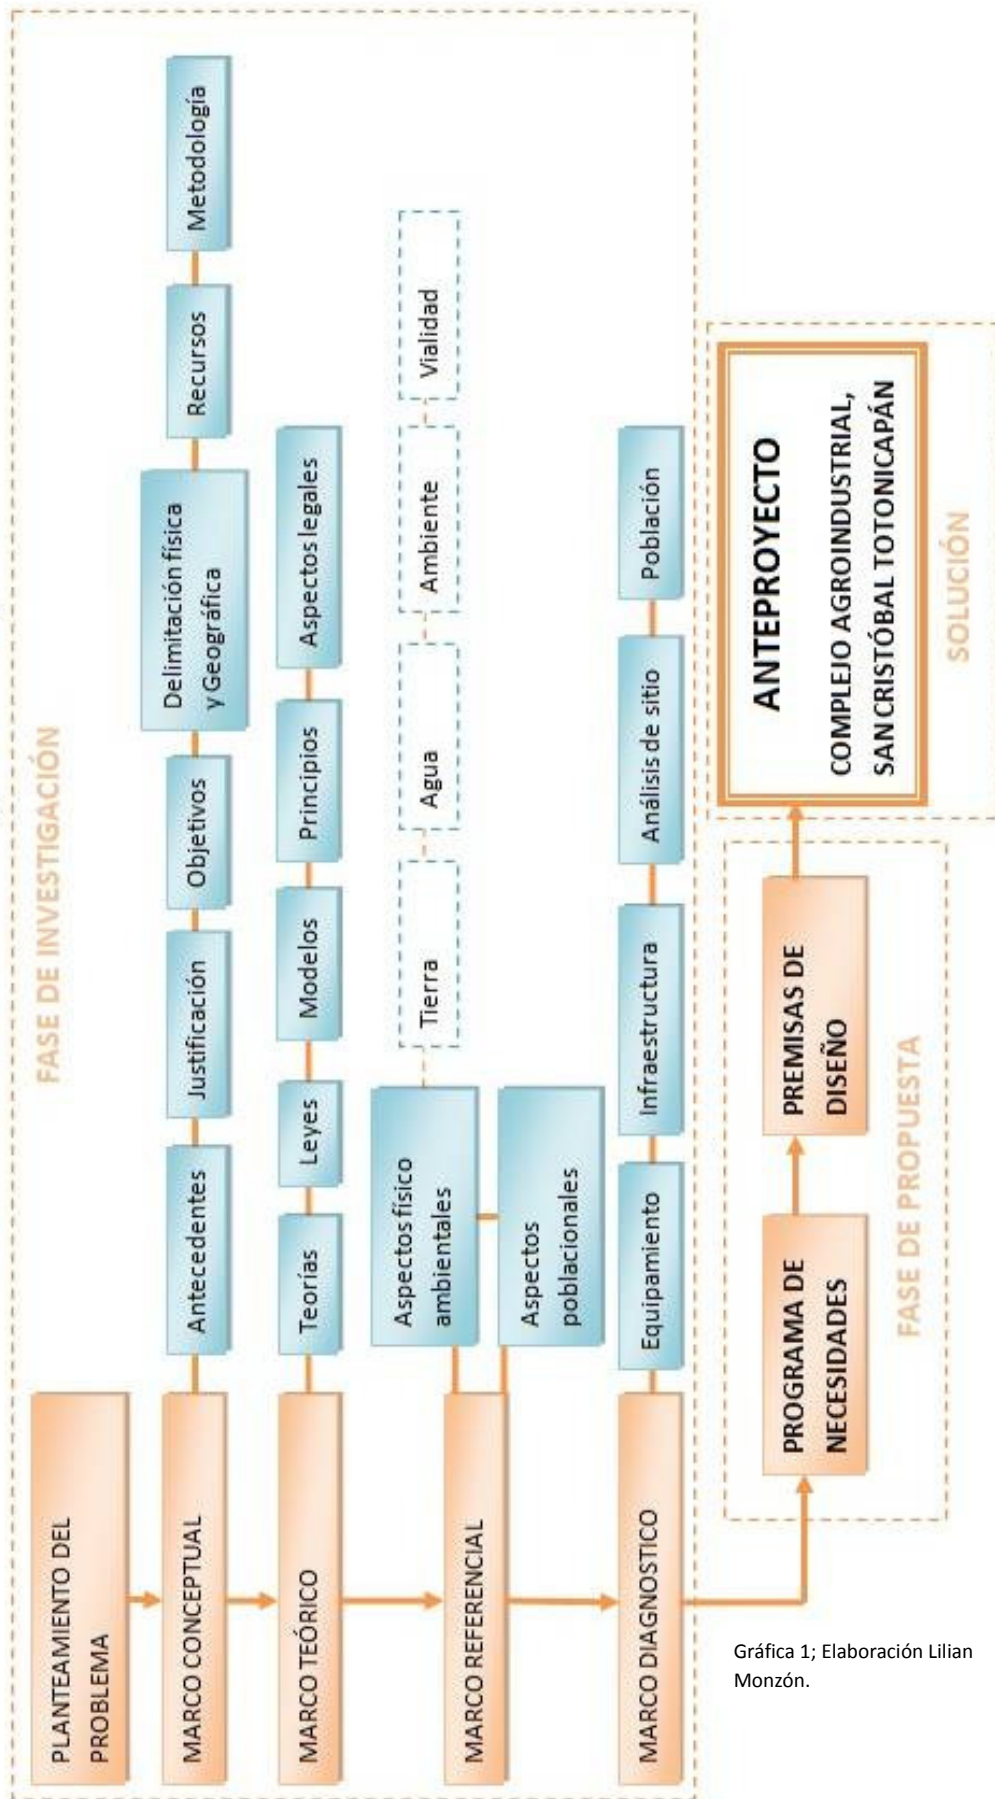 FASE DE INVESTIGACIÓN
PLANTEAMIENTO DEL
PROBLEMA
MARCO CONCEPTUAL
Antecedentes
Justificación
Objetivos
Delimitación física
y Geográfica
Recursos
Metodología
MARCO TEÓRICO
Teorías
Leyes
Modelos
Principios
Aspectos legales
MARCO REFERENCIAL
Aspectos físico
ambientales
Tierra
Agua
Ambiente
Vialidad
Aspectos
poblacionales
MARCO DIAGNOSTICO
Equipamiento
Infraestructura
Análisis de sitio
Población
PROGRAMA DE
NECESIDADES
PREMISAS DE
DISEÑO
FASE DE PROPUESTA
ANTEPROYECTO
COMPLEJO AGROINDUSTRIAL,
SAN CRISTÓBAL TOTONICAPÁN
SOLUCIÓN
Gráfica 1; Elaboración Lilian
Monzón.